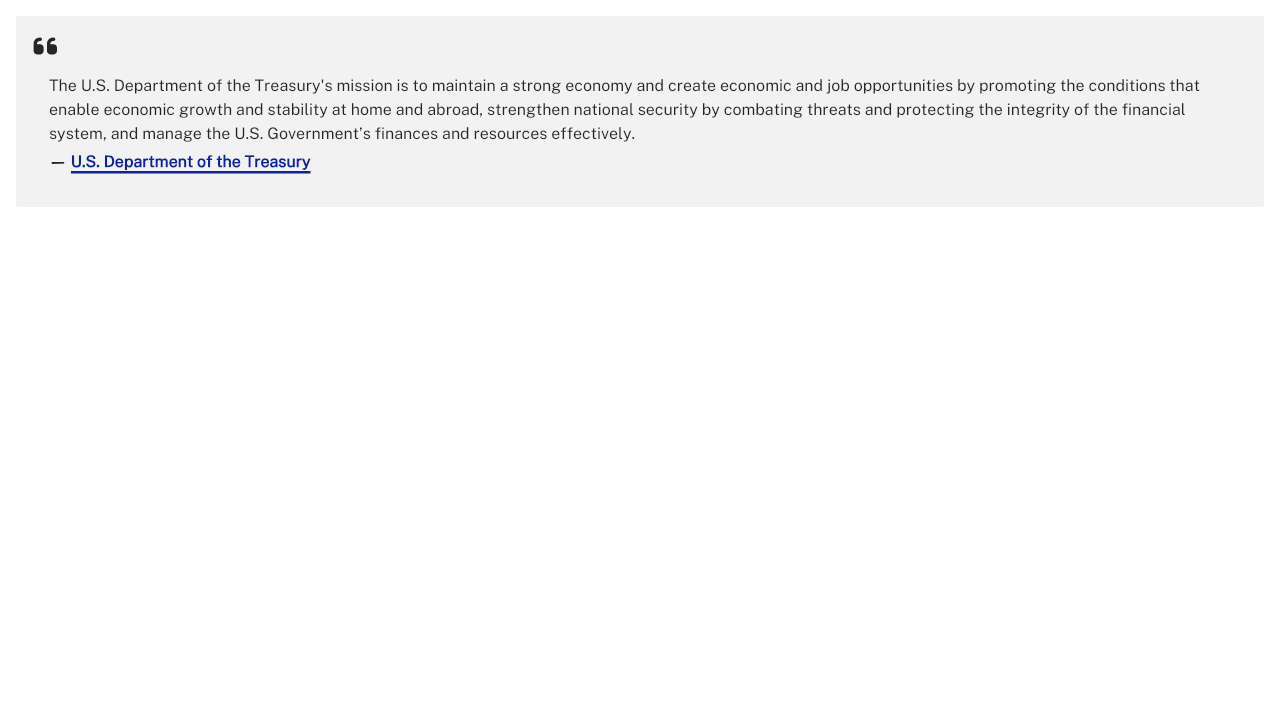 The U.S. Department of the Treasury's mission is to maintain a strong economy and create economic and job opportunities by promoting the conditions that
enable economic growth and stability at home and abroad, strengthen national security by combating threats and protecting the integrity of the financial
system, and manage the U.S. Government’s finances and resources effectively.
— U.S. Department of the Treasury